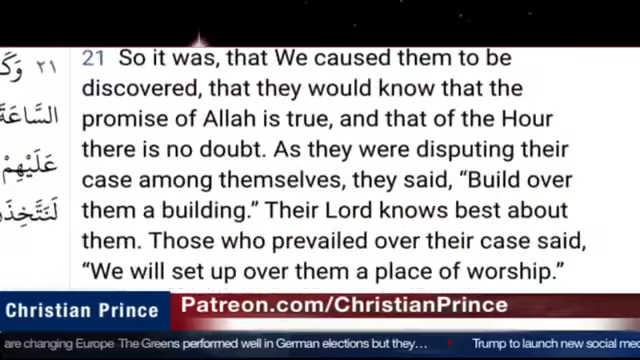 21 So it was, that We caused them to be
discovered, that they would know that the
promise of Allah is true, and that of the Hour
there is no doubt. As they were disputing their
case among themselves, they said, “Build over
them a building.” Their Lord knows best about
them. Those who prevailed over their case said,
“We will set up over them a place of worship.”
٢١
السَّاعَةَ
عَلَيْهِمْ
Christian Prince
Patreon.com/ChristianPrince
are changing Europe The Greens performed well in German elections but they… Trump to launch new social